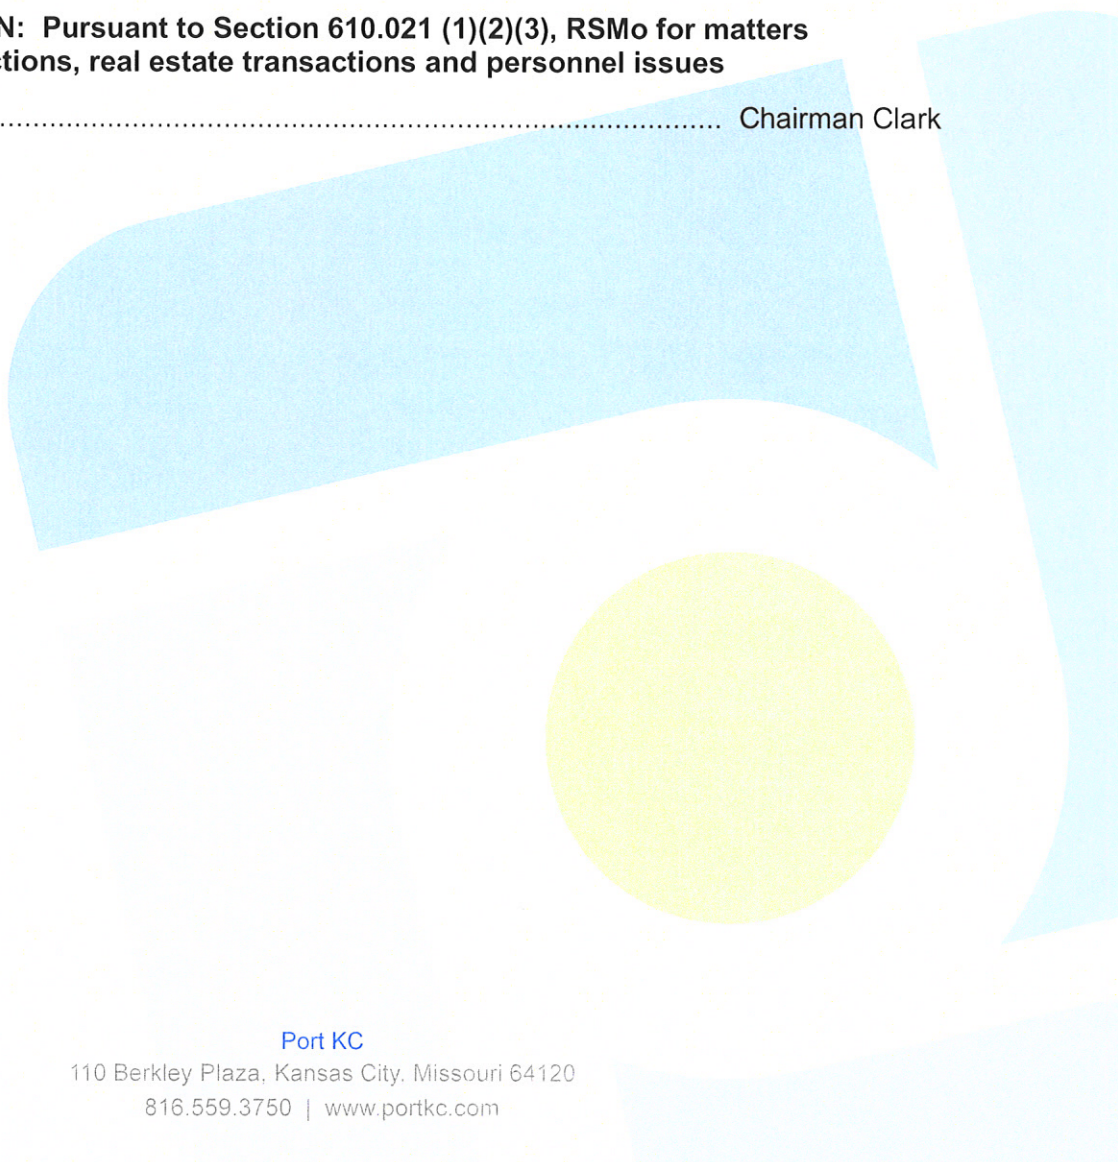 N: Pursuant to Section 610.021 (1)(2)(3), RSMo for matters
ctions, real estate transactions and personnel issues
........................................................................................................ Chairman Clark
Port KC
110 Berkley Plaza, Kansas City, Missouri 64120
816.559.3750 | www.portkc.com